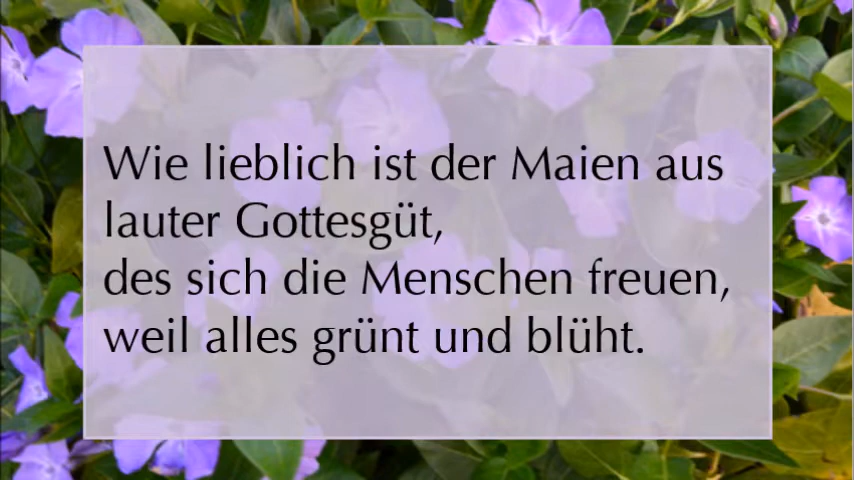 Wie lieblich ist der Maien aus
lauter Gottesgüt,
des sich die Menschen freuen,
weil alles grünt und blüht.